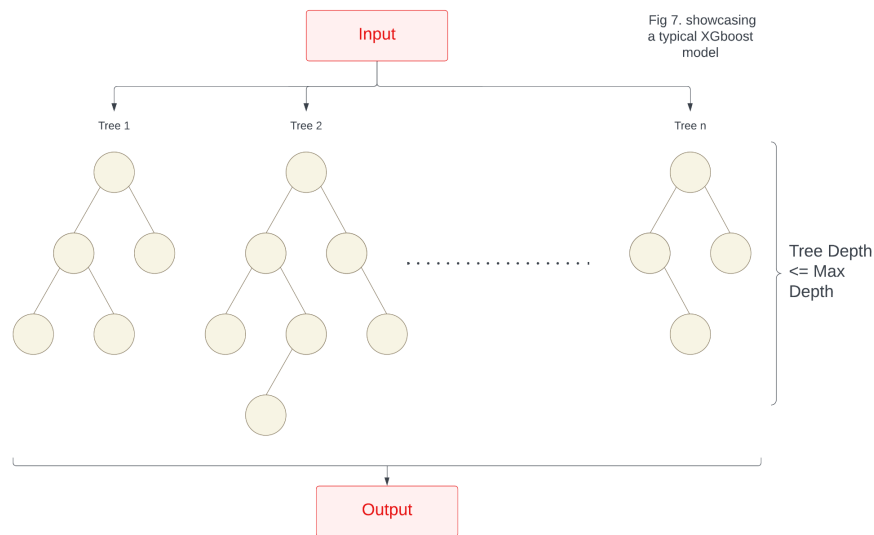 Input
Fig 7. showcasing
a typical XGboost
model
Tree 1
Tree 2
Tree n
Tree Depth
<= Max
Depth
Output